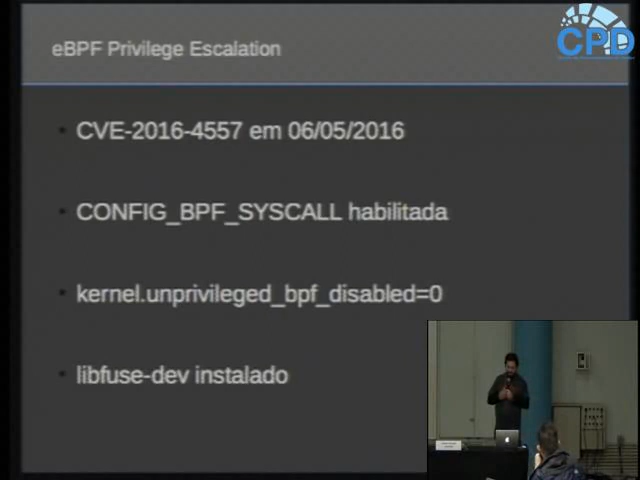 CPD
eBPF Privilege Escalation
CVE-2016-4557 em 06/05/2016
CONFIG_BPF_SYSCALL habilitada
kernel.unprivileged_bpf_disabled=0
libfuse-dev instalado